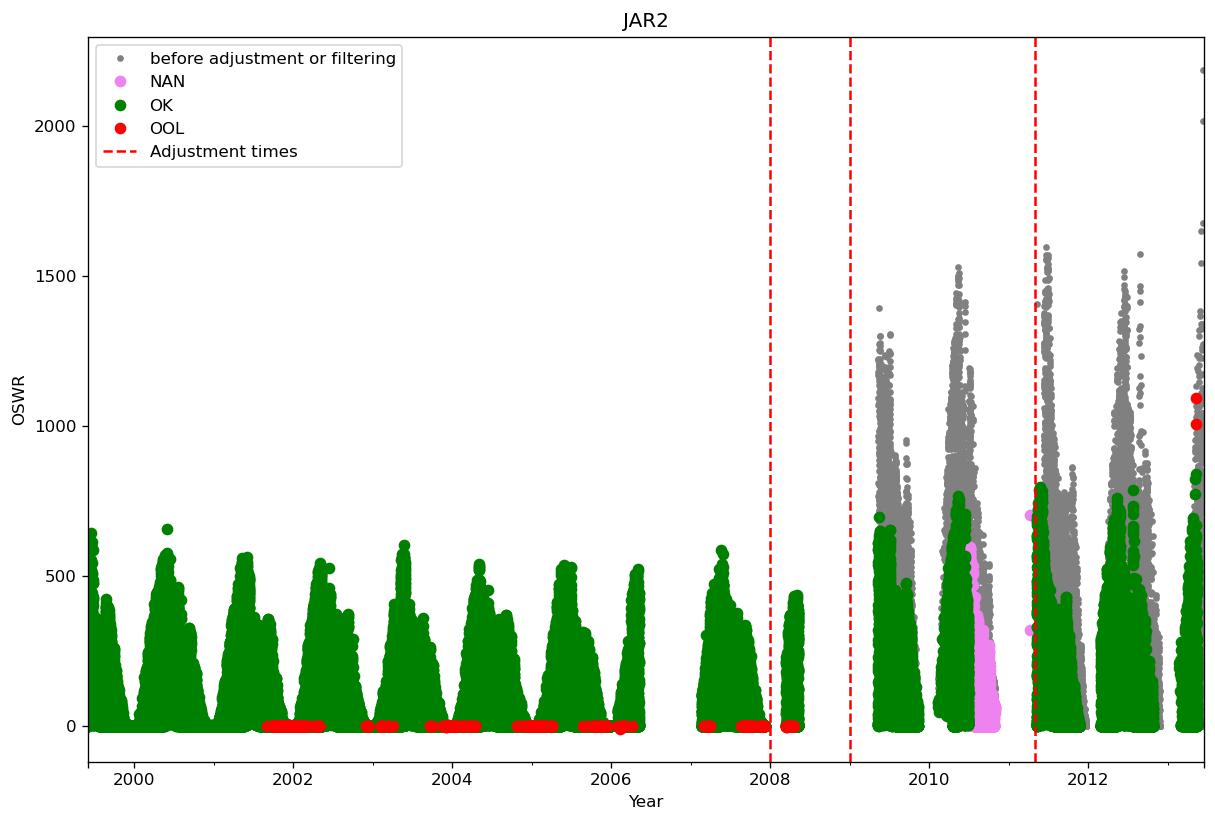 JAR2
before adjustment or filtering
NAN
OK
OOL
Adjustment times
2000
1500
1000
500
0
OSWR
2000 2002 2004 2006 2008 2010 2012
Year